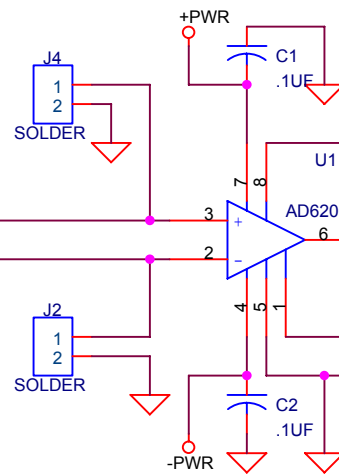 +PWR
J4
C1
1
2
.1UF
SOLDER
U1
7
8
3
+
AD620
6
2
-
4
5
1
J2
1
2
SOLDER
C2
.1UF
-PWR